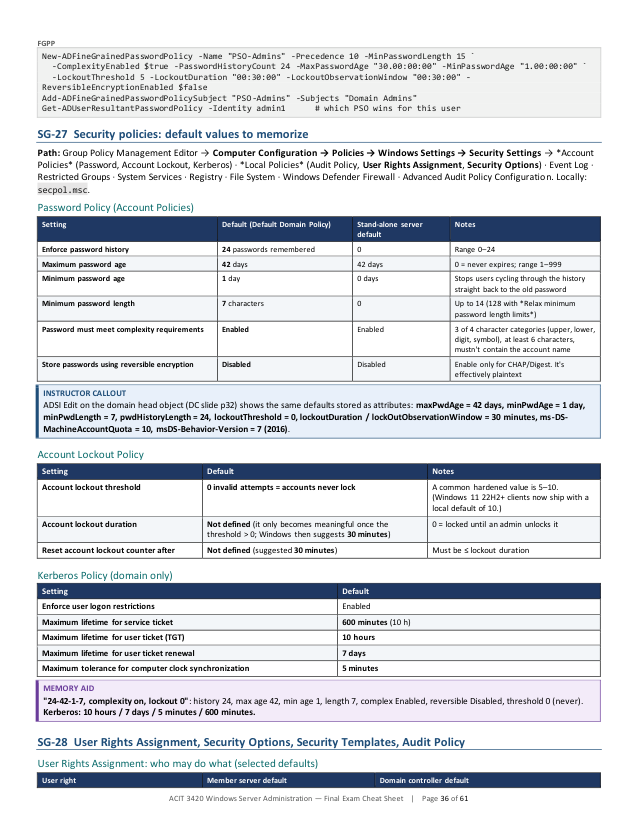 FGPP
New-ADFineGrainedPasswordPolicy -Name "PSO-Admins" -Precedence 10 -MinPasswordLength 15 `
-ComplexityEnabled $true -PasswordHistoryCount 24 -MaxPasswordAge "30.00:00:00" -MinPasswordAge "1.00:00:00" `
-LockoutThreshold 5 -LockoutDuration "00:30:00" -LockoutObservationWindow "00:30:00" -
ReversibleEncryptionEnabled $false
Add-ADFineGrainedPasswordPolicySubject "PSO-Admins" -Subjects "Domain Admins"
Get-ADUserResultantPasswordPolicy -Identity admin1 # which PSO wins for this user
SG-27 Security policies: default values to memorize
Path: Group Policy Management Editor → Computer Configuration → Policies → Windows Settings → Security Settings → *Account
Policies* (Password, Account Lockout, Kerberos) · *Local Policies* (Audit Policy, User Rights Assignment, Security Options) · Event Log ·
Restricted Groups · System Services · Registry · File System · Windows Defender Firewall · Advanced Audit Policy Configuration. Locally:
secpol.msc.
Password Policy (Account Policies)
Setting Default (Default Domain Policy) Stand-alone server default Notes
Enforce password history 24 passwords remembered 0 Range 0–24
Maximum password age 42 days 42 days 0 = never expires; range 1–999
Minimum password age 1 day 0 days Stops users cycling through the history
straight back to the old password
Minimum password length 7 characters 0 Up to 14 (128 with *Relax minimum
password length limits*)
Password must meet complexity requirements Enabled Enabled 3 of 4 character categories (upper, lower,
digit, symbol), at least 6 characters,
mustn't contain the account name
Store passwords using reversible encryption Disabled Disabled Enable only for CHAP/Digest. It's
effectively plaintext
INSTRUCTOR CALLOUT
ADSI Edit on the domain head object (DC slide p32) shows the same defaults stored as attributes: maxPwdAge = 42 days, minPwdAge = 1 day,
minPwdLength = 7, pwdHistoryLength = 24, lockoutThreshold = 0, lockoutDuration / lockOutObservationWindow = 30 minutes, ms-DS-
MachineAccountQuota = 10, msDS-Behavior-Version = 7 (2016).
Account Lockout Policy
Setting Default Notes
Account lockout threshold 0 invalid attempts = accounts never lock A common hardened value is 5–10.
(Windows 11 22H2+ clients now ship with a
local default of 10.)
Account lockout duration Not defined (it only becomes meaningful once the 0 = locked until an admin unlocks it
threshold > 0; Windows then suggests 30 minutes)
Reset account lockout counter after Not defined (suggested 30 minutes) Must be ≤ lockout duration
Kerberos Policy (domain only)
Setting Default
Enforce user logon restrictions Enabled
Maximum lifetime for service ticket 600 minutes (10 h)
Maximum lifetime for user ticket (TGT) 10 hours
Maximum lifetime for user ticket renewal 7 days
Maximum tolerance for computer clock synchronization 5 minutes
MEMORY AID
"24-42-1-7, complexity on, lockout 0": history 24, max age 42, min age 1, length 7, complex Enabled, reversible Disabled, threshold 0 (never).
Kerberos: 10 hours / 7 days / 5 minutes / 600 minutes.
SG-28 User Rights Assignment, Security Options, Security Templates, Audit Policy
User Rights Assignment: who may do what (selected defaults)
User right Member server default Domain controller default
ACIT 3420 Windows Server Administration — Final Exam Cheat Sheet | Page 36 of 61